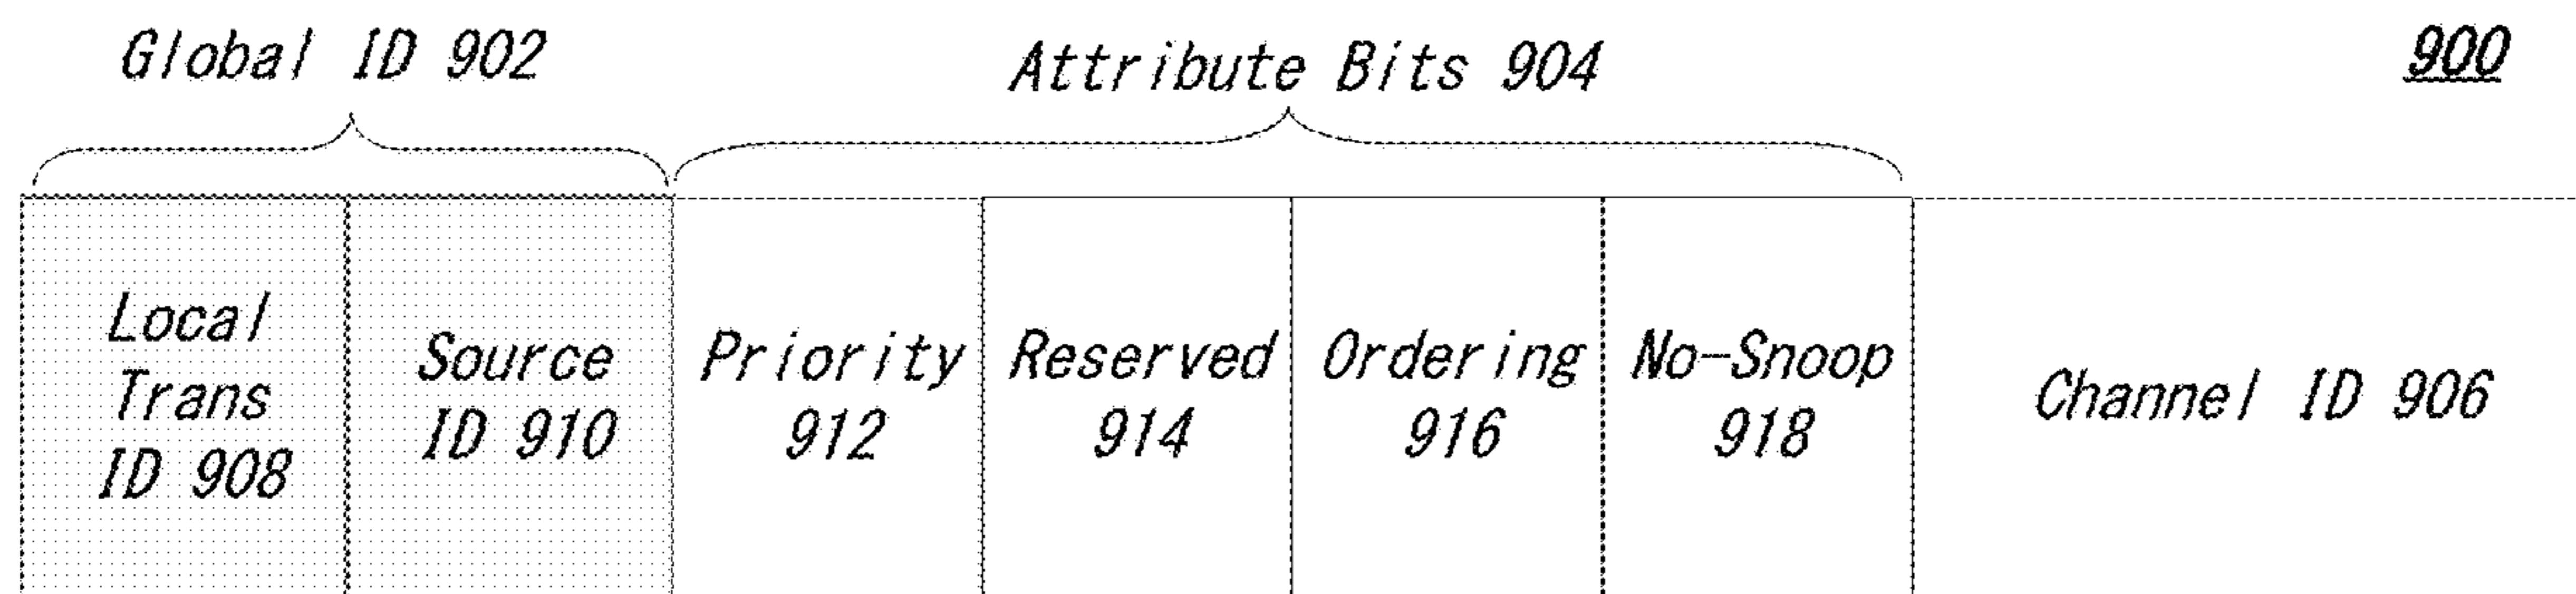 Global ID 902
Attribute Bits 904
900
Local
Trans
ID 908
Source
ID 910
Priority
912
Reserved
914
Ordering
916
No-Snoop
918
Channel ID 906